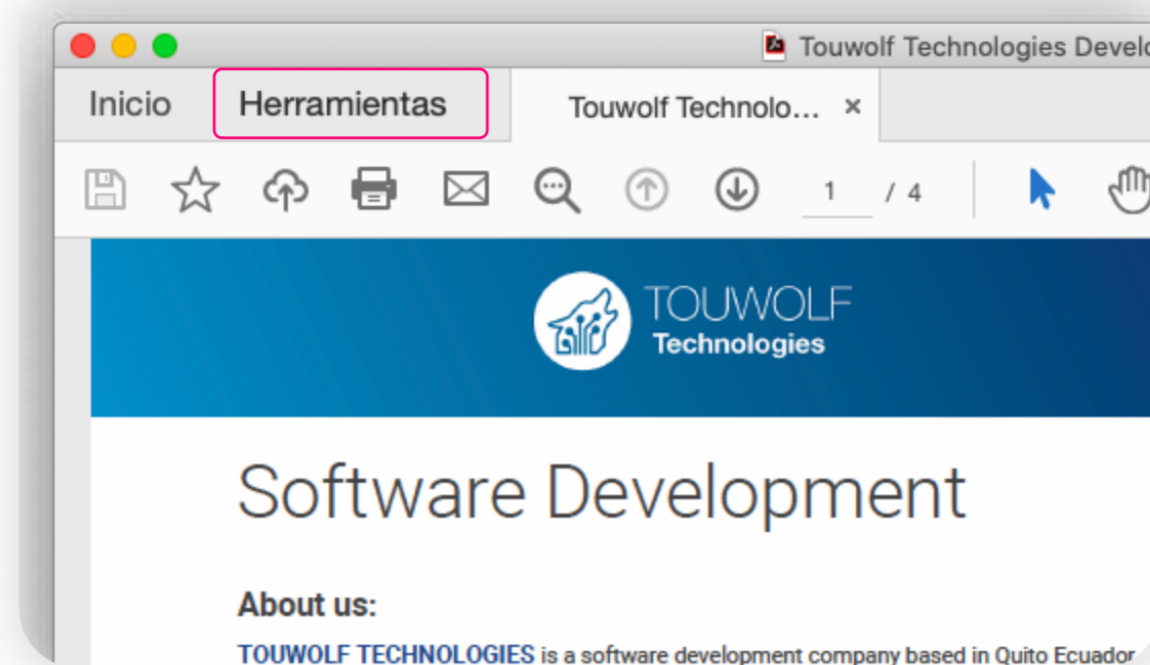 Touwolf Technologies Develo
Inicio Herramientas Touwolf Technolo... ×
1 / 4
TOUWOLF
Technologies
Software Development
About us:
TOUWOLF TECHNOLOGIES is a software development company based in Quito Ecuador